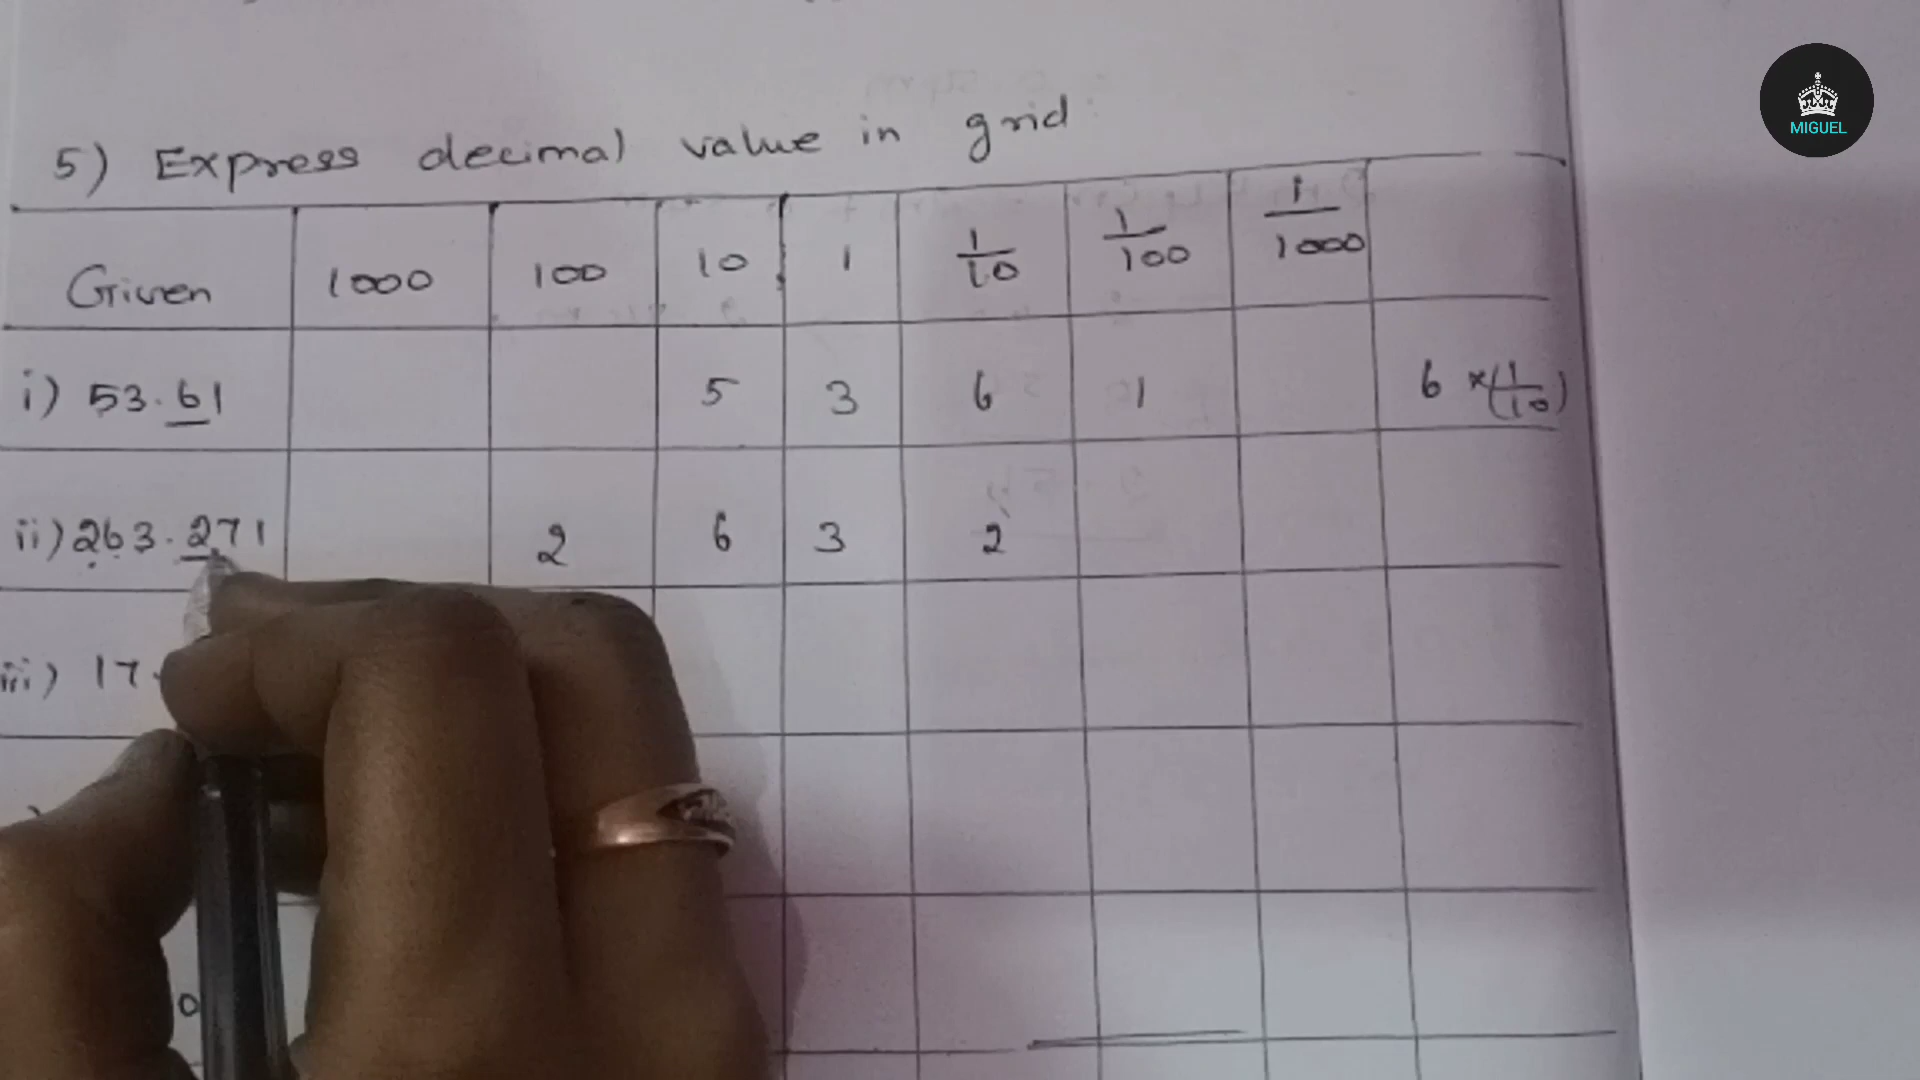 MIGUEL
5) Express decimal value in grid
Given 1000 100 10 1 1/10 1/100 1/1000
i) 53.61 5 3 6 1 6 ×(1/10)
ii) 263.271 2 6 3 2
iii) 17.
0